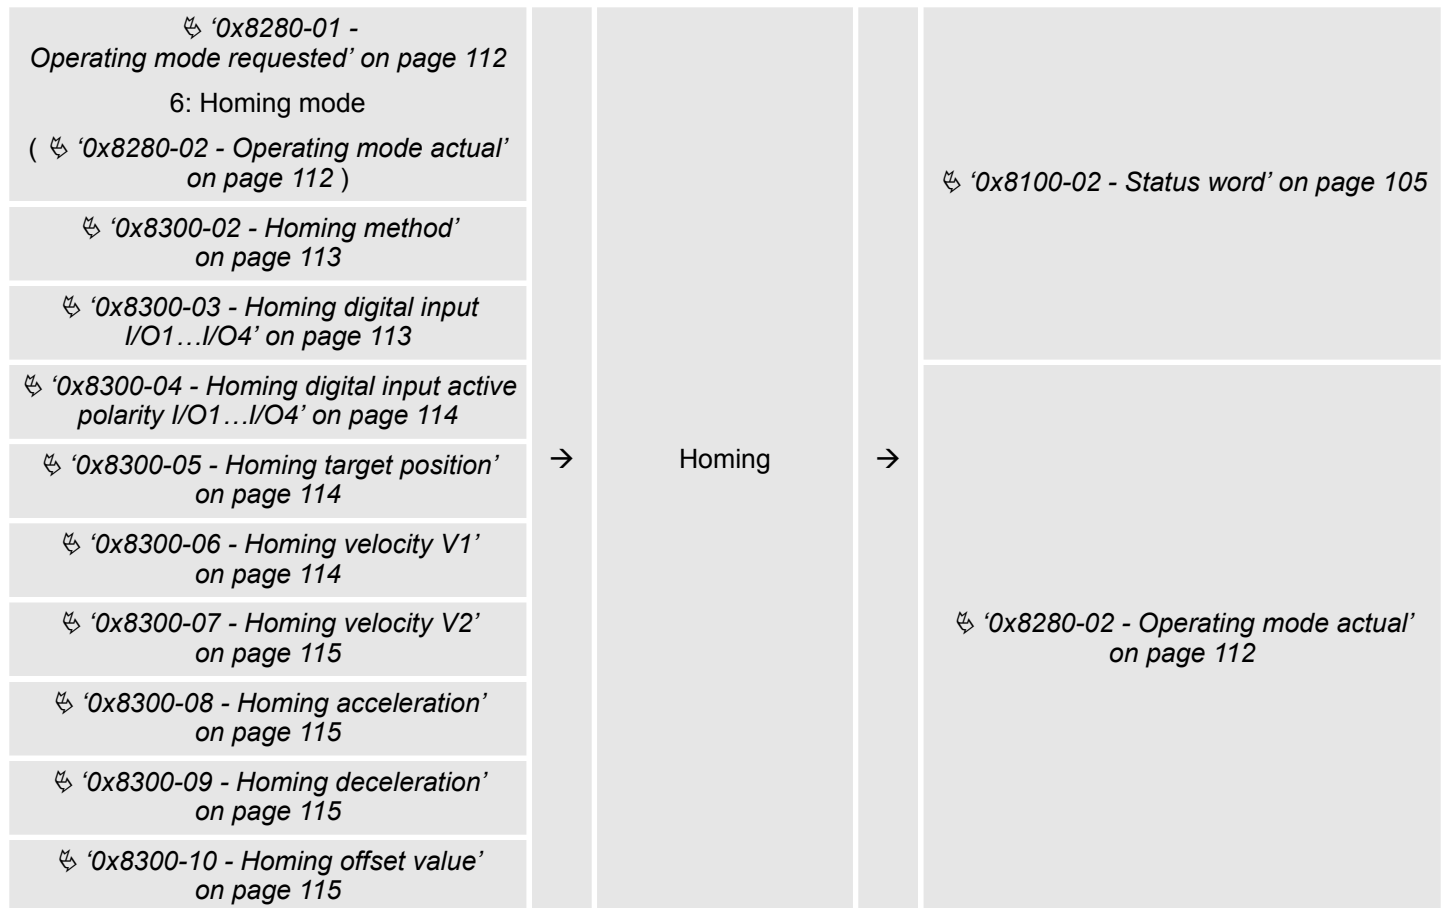 ↳ ‘0x8280-01 -
Operating mode requested’ on page 112
6: Homing mode
( ↳ ‘0x8280-02 - Operating mode actual’
on page 112 )
↳ ‘0x8300-02 - Homing method’
on page 113
↳ ‘0x8300-03 - Homing digital input
I/O1…I/O4’ on page 113
↳ ‘0x8300-04 - Homing digital input active
polarity I/O1…I/O4’ on page 114
↳ ‘0x8300-05 - Homing target position’
on page 114
↳ ‘0x8300-06 - Homing velocity V1’
on page 114
↳ ‘0x8300-07 - Homing velocity V2’
on page 115
↳ ‘0x8300-08 - Homing acceleration’
on page 115
↳ ‘0x8300-09 - Homing deceleration’
on page 115
↳ ‘0x8300-10 - Homing offset value’
on page 115
→
Homing
→
↳ ‘0x8100-02 - Status word’ on page 105
↳ ‘0x8280-02 - Operating mode actual’
on page 112